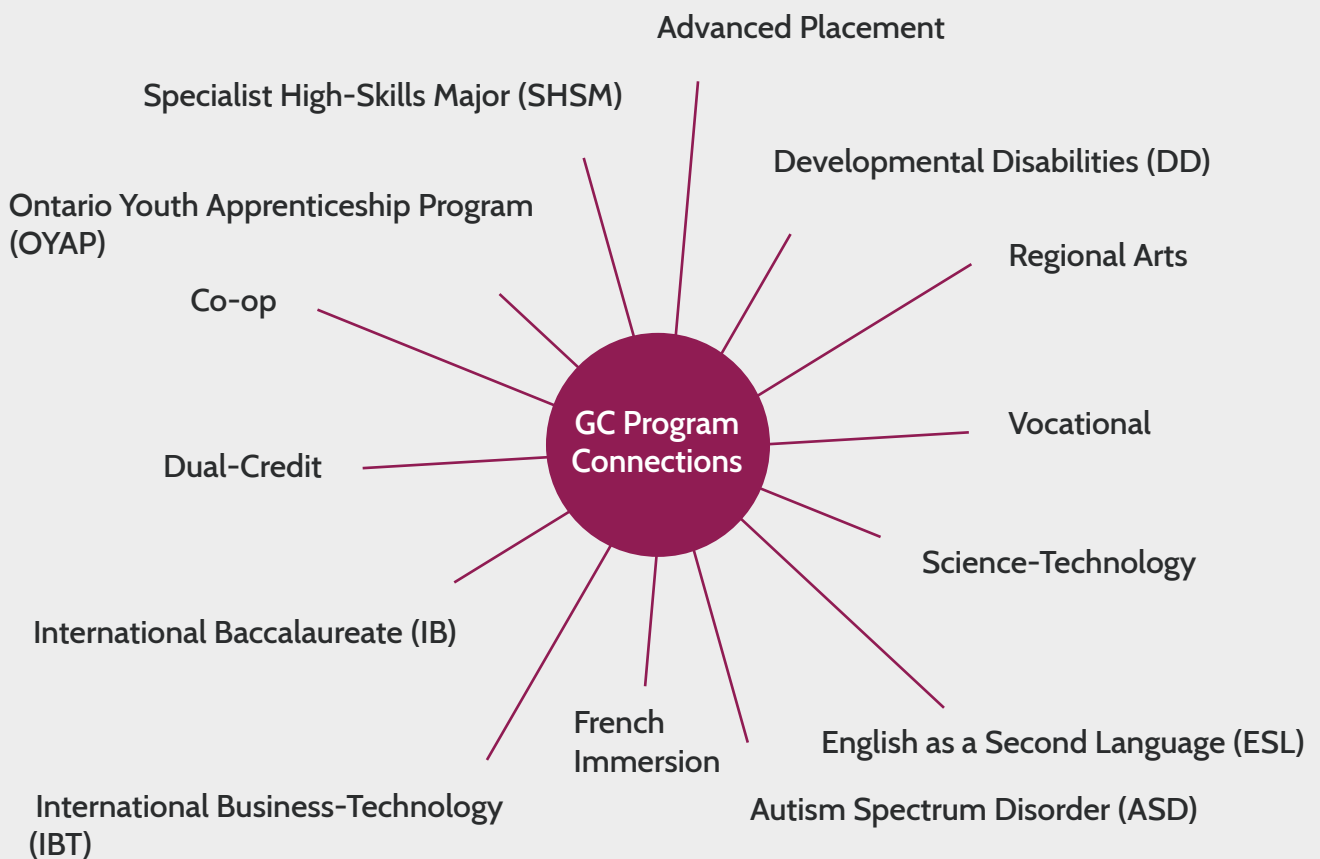 Advanced Placement
Specialist High-Skills Major (SHSM)
Developmental Disabilities (DD)
Ontario Youth Apprenticeship Program
(OYAP)
Regional Arts
Co-op
GC Program
Connections
Vocational
Dual-Credit
Science-Technology
International Baccalaureate (IB)
French
Immersion
English as a Second Language (ESL)
International Business-Technology
(IBT)
Autism Spectrum Disorder (ASD)